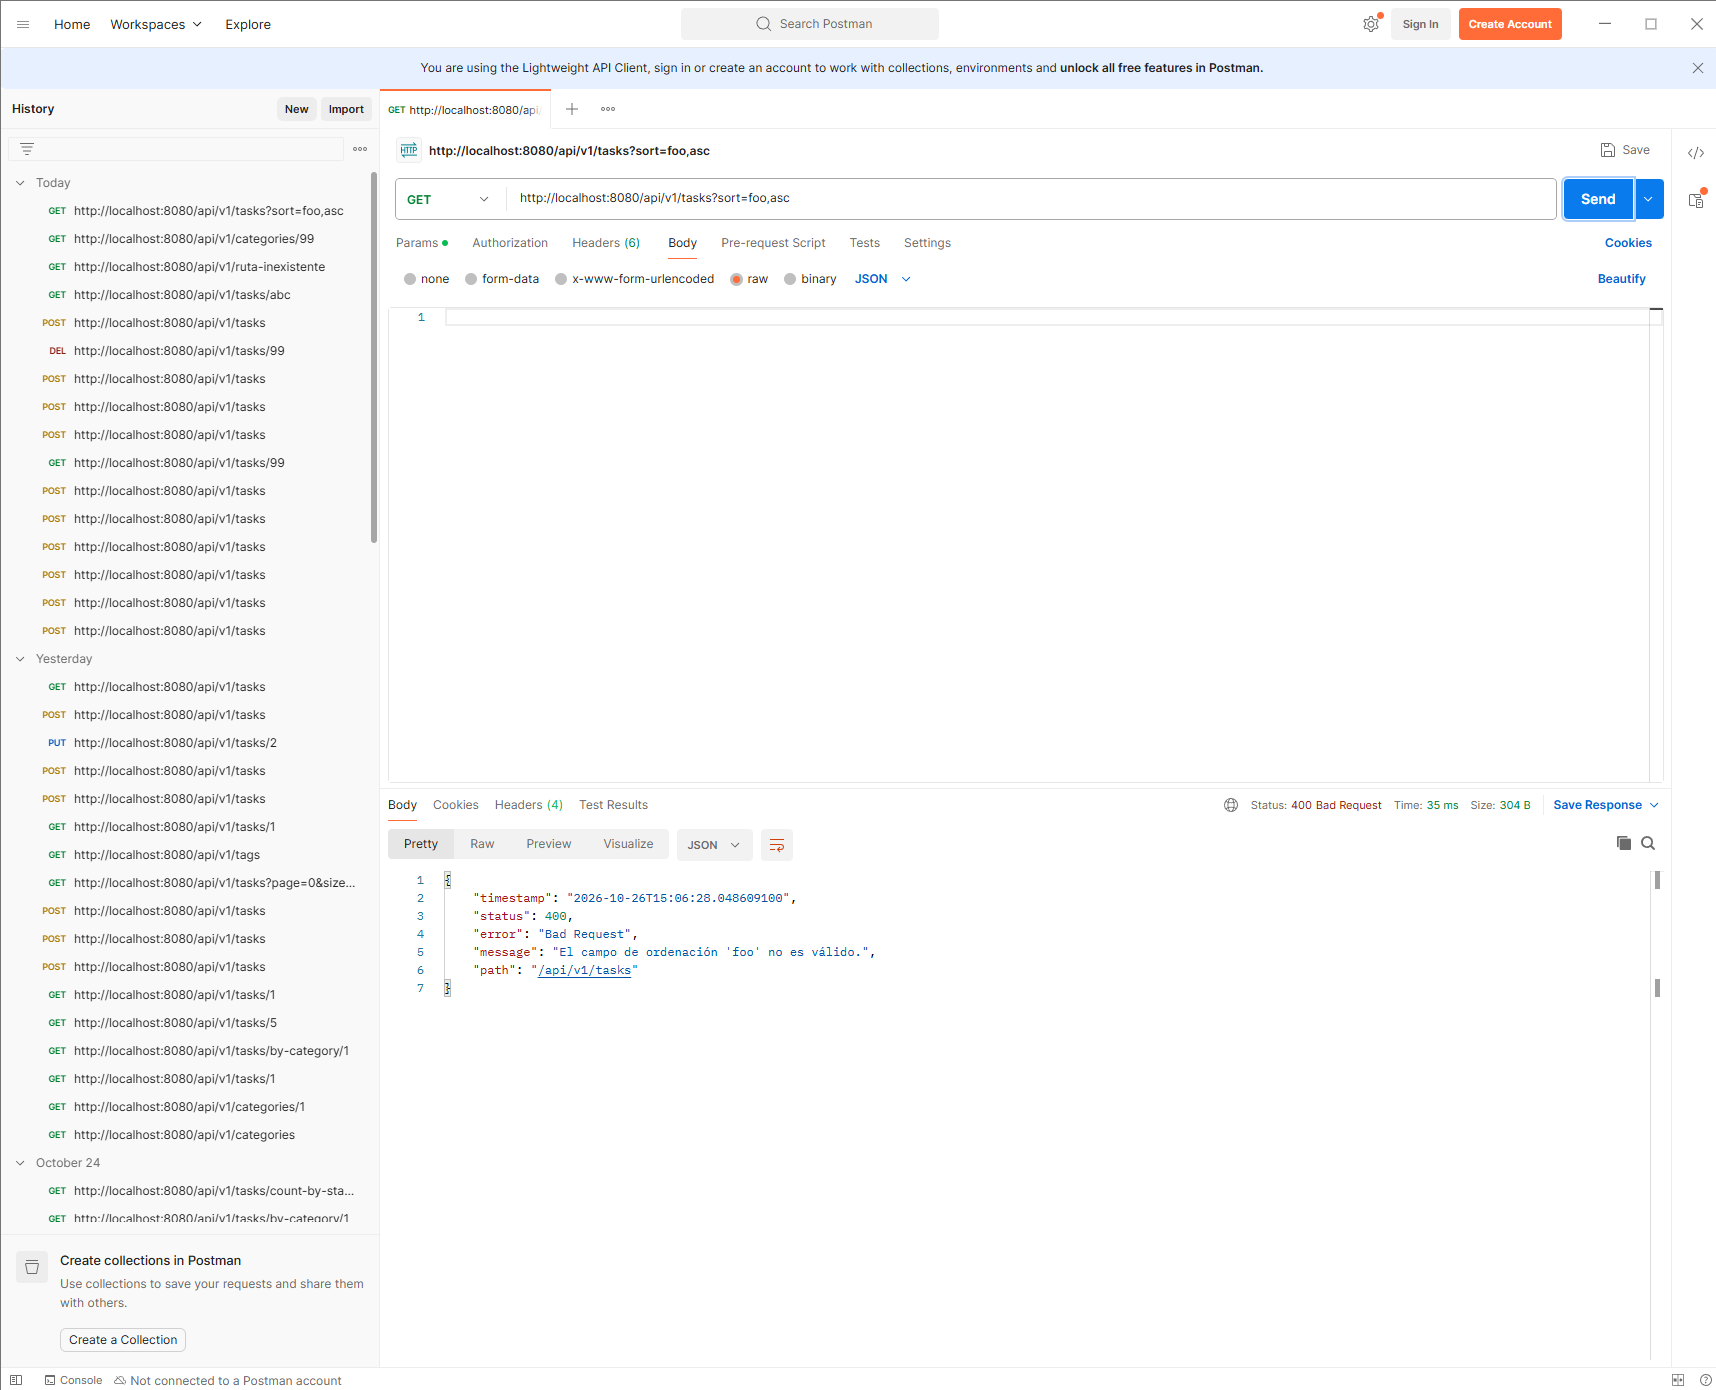 Home Workspaces Explore Search Postman Sign In Create Account
You are using the Lightweight API Client, sign in or create an account to work with collections, environments and unlock all free features in Postman.
History New Import
GET http://localhost:8080/api/
http://localhost:8080/api/v1/tasks?sort=foo,asc Save
GET http://localhost:8080/api/v1/tasks?sort=foo,asc Send
Params Authorization Headers (6) Body Pre-request Script Tests Settings Cookies
none form-data x-www-form-urlencoded raw binary JSON Beautify
1
Today
GET http://localhost:8080/api/v1/tasks?sort=foo,asc
GET http://localhost:8080/api/v1/categories/99
GET http://localhost:8080/api/v1/ruta-inexistente
GET http://localhost:8080/api/v1/tasks/abc
POST http://localhost:8080/api/v1/tasks
DEL http://localhost:8080/api/v1/tasks/99
POST http://localhost:8080/api/v1/tasks
POST http://localhost:8080/api/v1/tasks
POST http://localhost:8080/api/v1/tasks
GET http://localhost:8080/api/v1/tasks/99
POST http://localhost:8080/api/v1/tasks
POST http://localhost:8080/api/v1/tasks
POST http://localhost:8080/api/v1/tasks
POST http://localhost:8080/api/v1/tasks
POST http://localhost:8080/api/v1/tasks
POST http://localhost:8080/api/v1/tasks
Yesterday
GET http://localhost:8080/api/v1/tasks
POST http://localhost:8080/api/v1/tasks
PUT http://localhost:8080/api/v1/tasks/2
POST http://localhost:8080/api/v1/tasks
POST http://localhost:8080/api/v1/tasks
GET http://localhost:8080/api/v1/tasks/1
GET http://localhost:8080/api/v1/tags
GET http://localhost:8080/api/v1/tasks?page=0&size...
POST http://localhost:8080/api/v1/tasks
POST http://localhost:8080/api/v1/tasks
POST http://localhost:8080/api/v1/tasks
GET http://localhost:8080/api/v1/tasks/1
GET http://localhost:8080/api/v1/tasks/5
GET http://localhost:8080/api/v1/tasks/by-category/1
GET http://localhost:8080/api/v1/tasks/1
GET http://localhost:8080/api/v1/categories/1
GET http://localhost:8080/api/v1/categories
October 24
GET http://localhost:8080/api/v1/tasks/count-by-sta...
GET http://localhost:8080/api/v1/tasks/by-category/1
Create collections in Postman
Use collections to save your requests and share them
with others.
Create a Collection
Body Cookies Headers (4) Test Results Status: 400 Bad Request Time: 35 ms Size: 304 B Save Response
Pretty Raw Preview Visualize JSON
1 {
2 "timestamp": "2026-10-26T15:06:28.048609100",
3 "status": 400,
4 "error": "Bad Request",
5 "message": "El campo de ordenación 'foo' no es válido.",
6 "path": "/api/v1/tasks"
7 }
Console Not connected to a Postman account